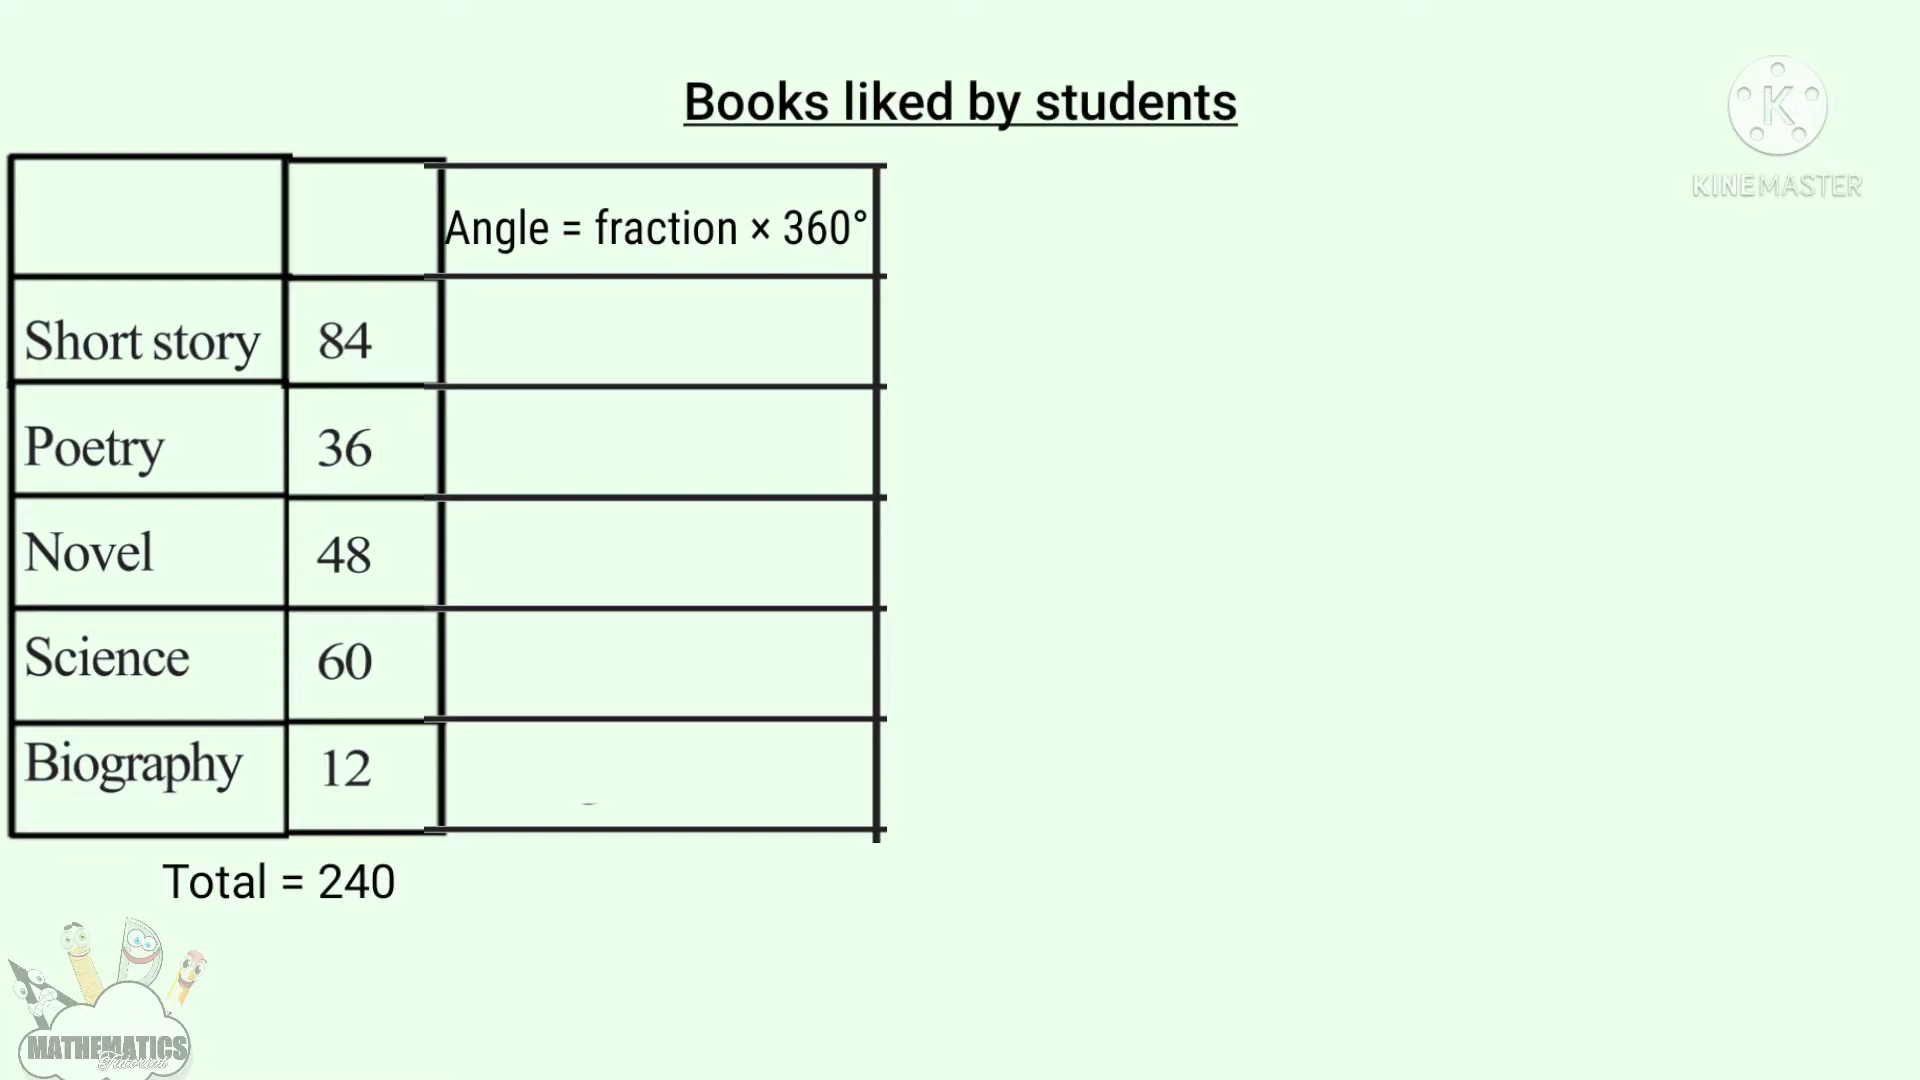 Books liked by students
K
KINEMASTER
Angle = fraction × 360°
Short story 84
Poetry 36
Novel 48
Science 60
Biography 12
Total = 240
MATHEMATICS
Tutorial